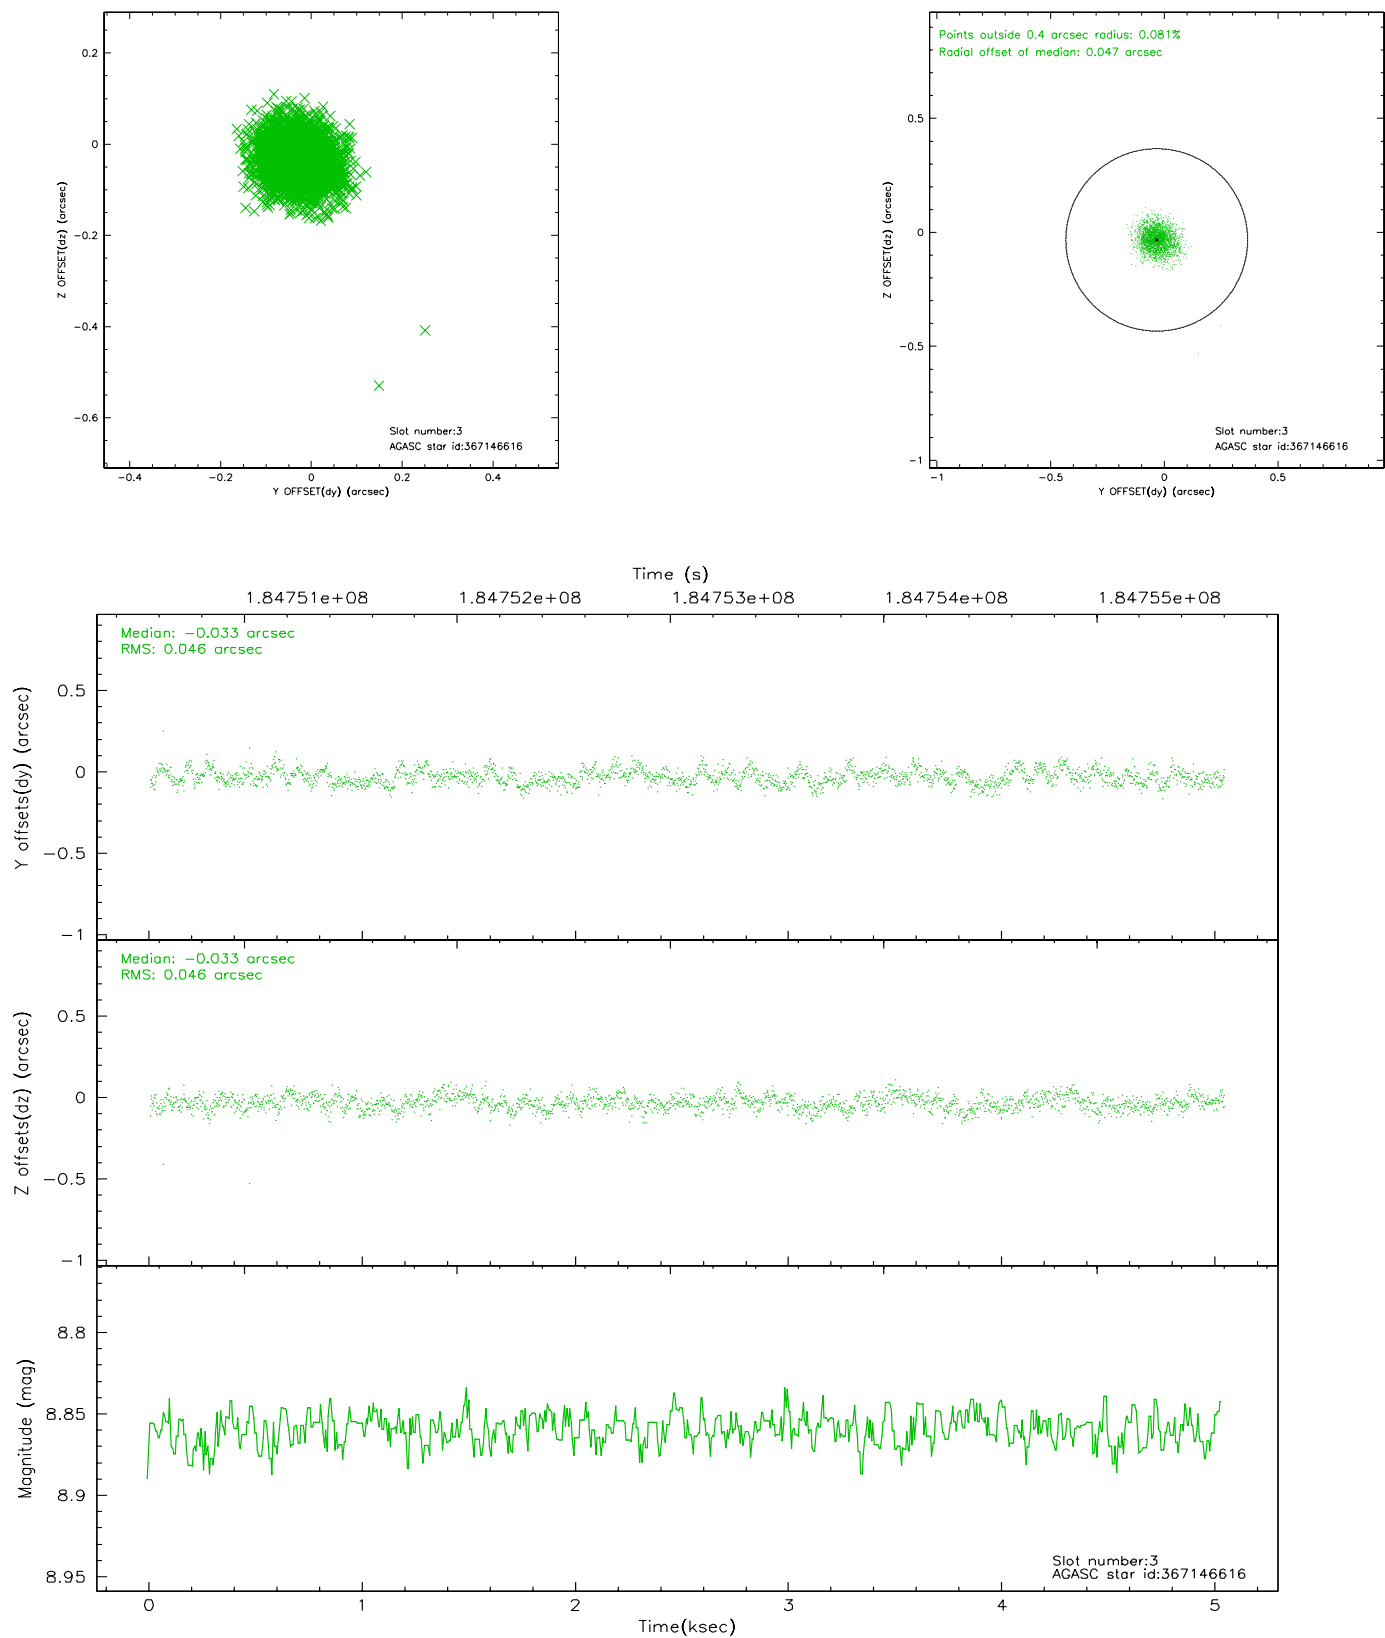 Points outside 0.4 arcsec radius: 0.081%
Radial offset of median: 0.047 arcsec
0.2
0
-0.2
-0.4
-0.6
Z OFFSET(dz) (arcsec)
Slot number:3
AGASC star id:367146616
-0.4 -0.2 0 0.2 0.4
Y OFFSET(dy) (arcsec)
0.5
0
-0.5
-1
Z OFFSET(dz) (arcsec)
Slot number:3
AGASC star id:367146616
-1 -0.5 0 0.5
Y OFFSET(dy) (arcsec)
Time (s)
1.84751e+08 1.84752e+08 1.84753e+08 1.84754e+08 1.84755e+08
Median: -0.033 arcsec
RMS: 0.046 arcsec
0.5
0
-0.5
-1
Y offsets(dy) (arcsec)
Median: -0.033 arcsec
RMS: 0.046 arcsec
0.5
0
-0.5
-1
Z offsets(dz) (arcsec)
8.8
8.85
8.9
8.95
Magnitude (mag)
Slot number:3
AGASC star id:367146616
0 1 2 3 4 5
Time(ksec)